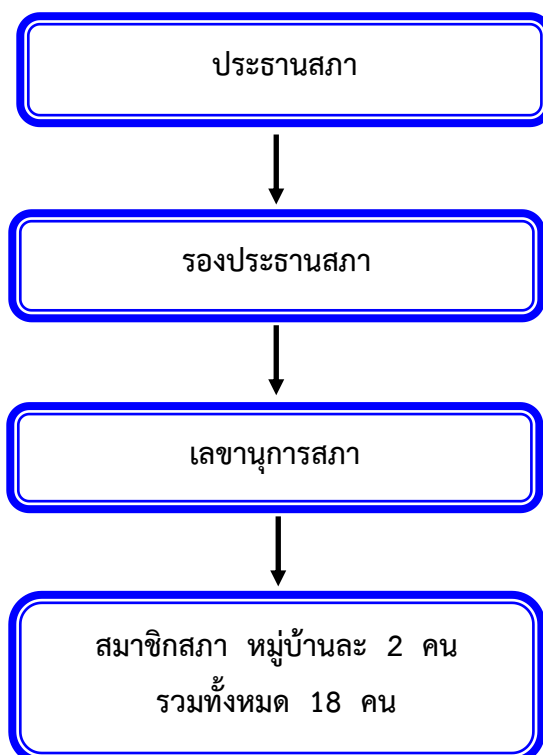 ประธานสภา
รองประธานสภา
เลขานุการสภา
สมาชิกสภา หมู่บ้านละ 2 คน
รวมทั้งหมด 18 คน